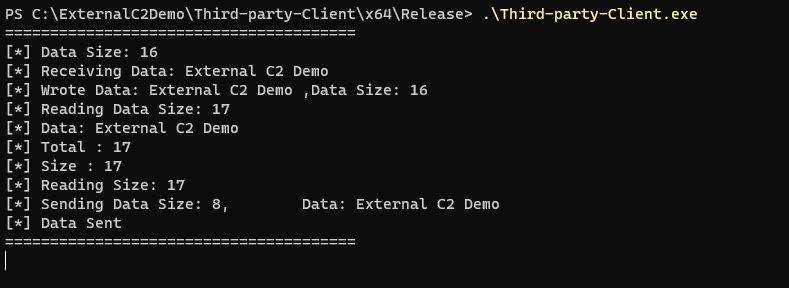 PS C:\ExternalC2Demo\Third-party-Client\x64\Release> .\Third-party-Client.exe
=======================================
[*] Data Size: 16
[*] Receiving Data: External C2 Demo
[*] Wrote Data: External C2 Demo ,Data Size: 16
[*] Reading Data Size: 17
[*] Data: External C2 Demo
[*] Total : 17
[*] Size : 17
[*] Reading Size: 17
[*] Sending Data Size: 8,        Data: External C2 Demo
[*] Data Sent
=======================================